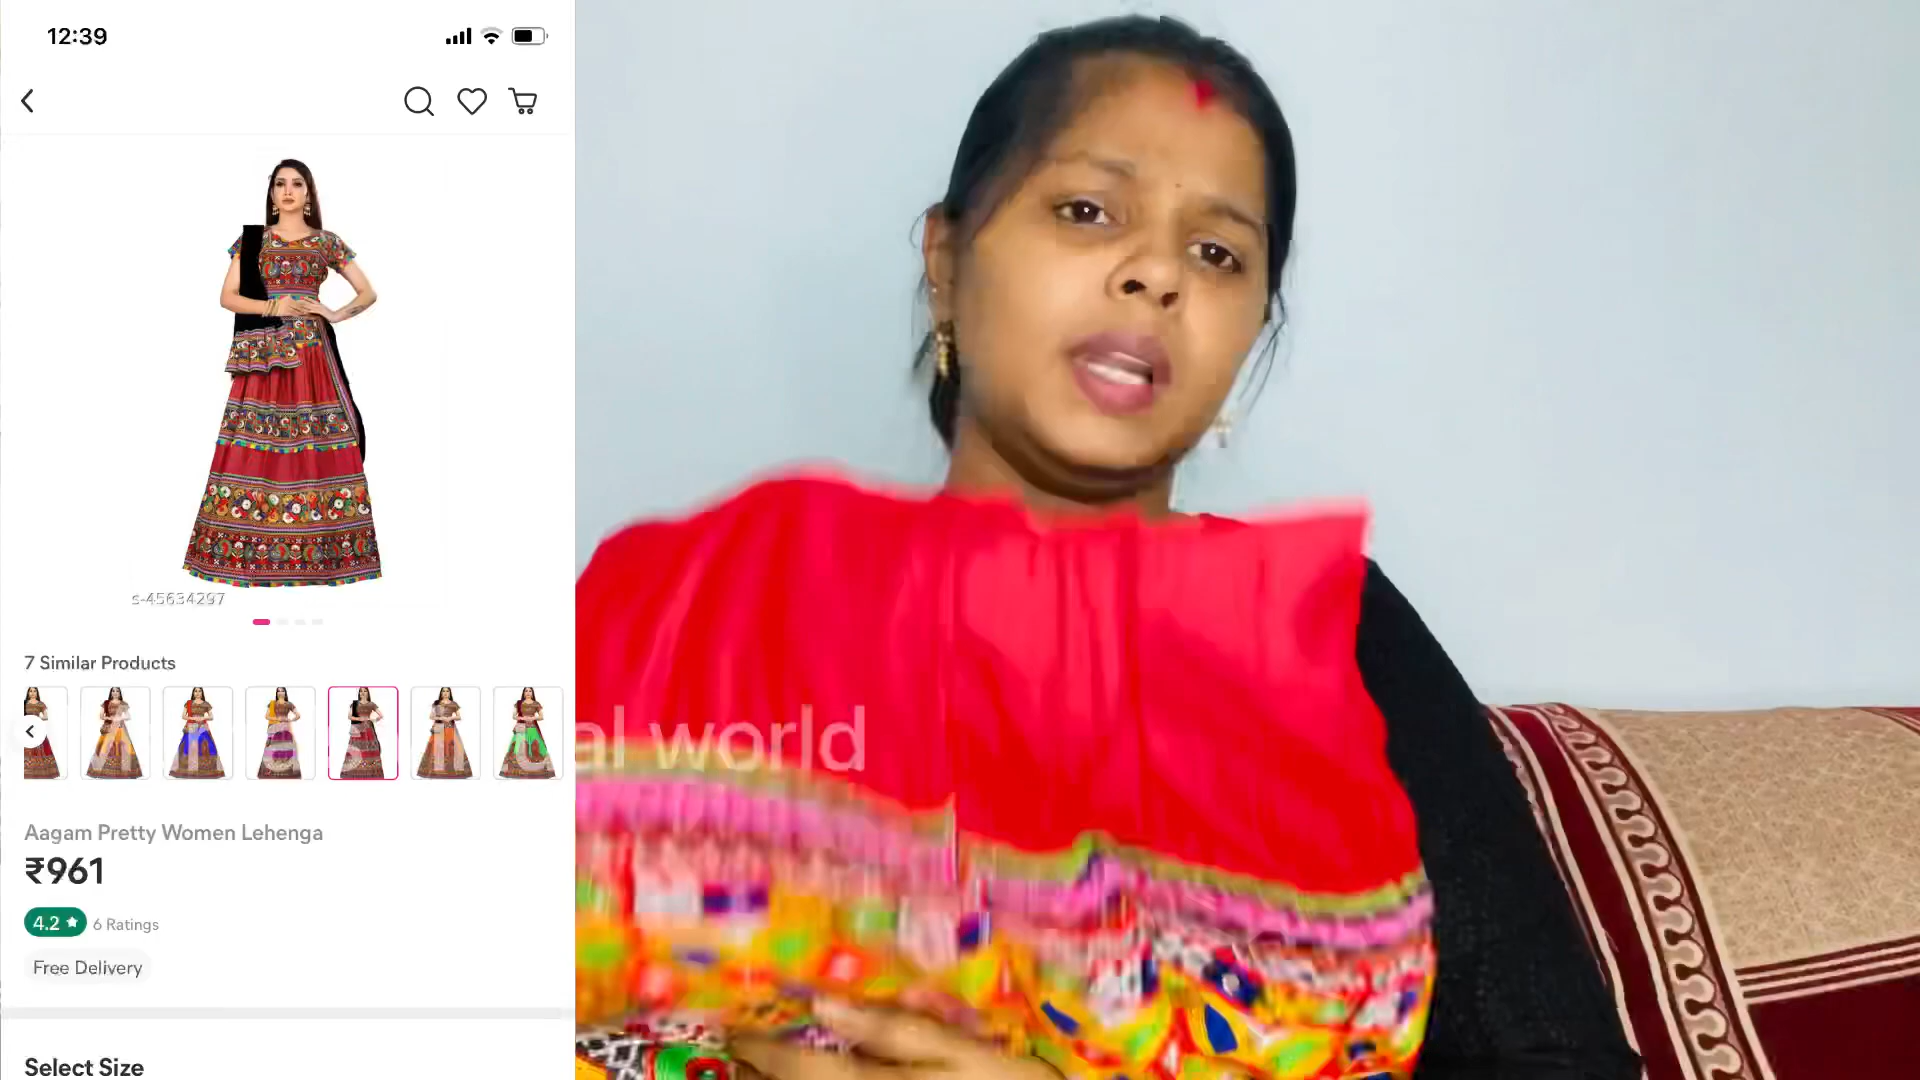 12:39
s-45634297
7 Similar Products
al world
Aagam Pretty Women Lehenga
₹961
4.2 ★ 6 Ratings
Free Delivery
Select Size